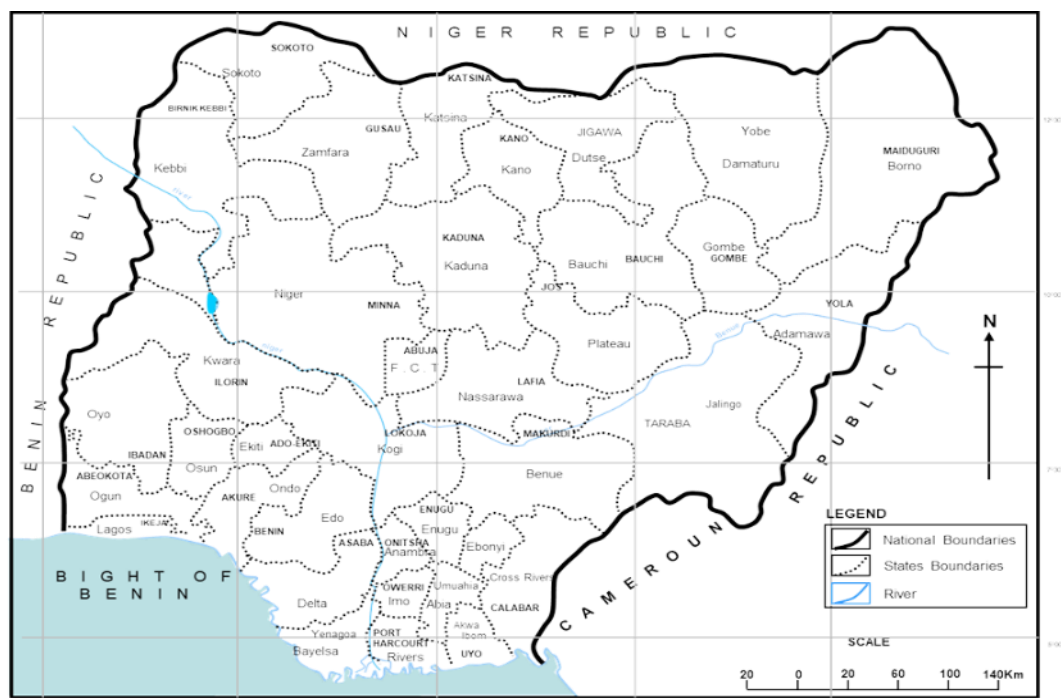 NIGER REPUBLIC
SOKOTO
Sokoto
KATSINA
BIRNIK KEBBI
Katsina
GUSAU
KANO
JIGAWA
Yobe
Zamfara
Dutse
MAIDUGURI
Kebbi
Kano
Damaturu
Borno
river
BENIN REPUBLIC
KADUNA
Kaduna
Bauchi
BAUCHI
Gombe
GOMBE
JOS
Niger
MINNA
YOLA
Adamawa
Benue
N
Kwara
niger
ABUJA
F.C.T
Plateau
ILORIN
LAFIA
Nassarawa
Jalingo
Oyo
TARABA
OSHOGBO
Ekiti
ADO-EKITI
LOKOJA
Kogi
MAKURDI
IBADAN
Osun
Benue
ABEOKOTA
Ogun
AKURE
Ondo
Edo
ENUGU
Enugu
LEGEND
National Boundaries
States Boundaries
River
Lagos
IKEJA
BENIN
ASABA
ONITSHA
Anambra
Ebonyi
CAMEROUN REPUBLIC
BIGHT OF
BENIN
OWERRI
Imo
Umuahia
Abia
Cross Rivers
CALABAR
Delta
Yenagoa
Bayelsa
PORT
HARCOURT
Rivers
Akwa
Ibom
UYO
SCALE
20 0 20 60 100 140Km